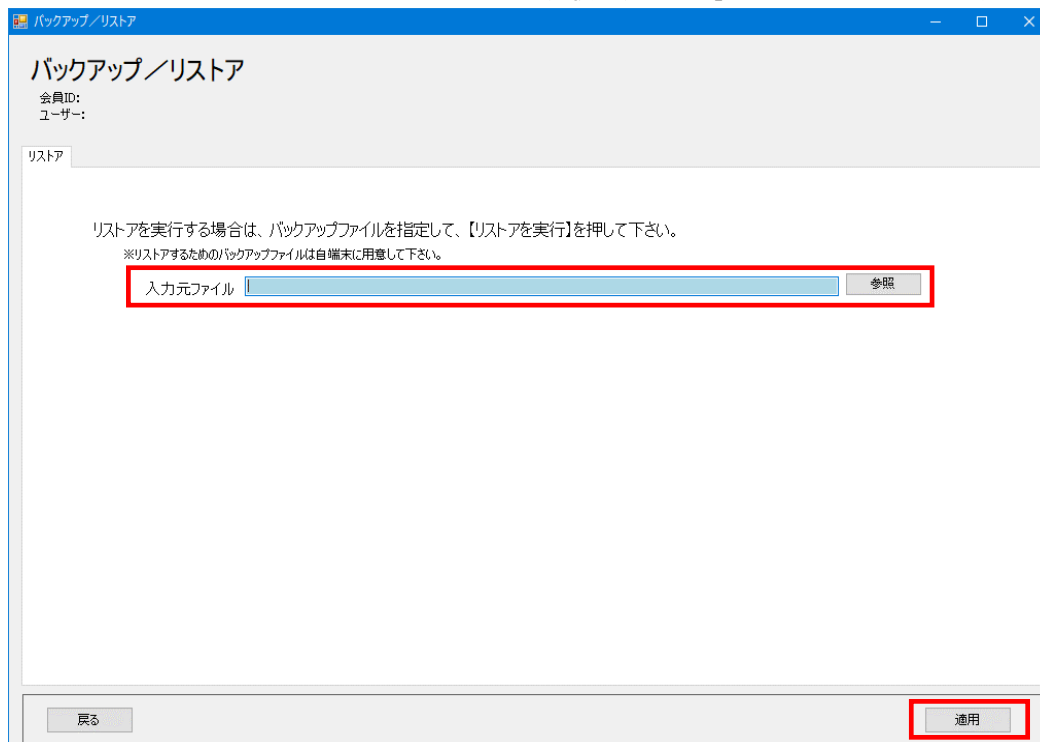 バックアップ／リストア
バックアップ／リストア
会員ID:
ユーザー:
リストア
リストアを実行する場合は、バックアップファイルを指定して、【リストアを実行】を押して下さい。
※リストアするためのバックアップファイルは自端末に用意して下さい。
入力元ファイル 参照
戻る 適用